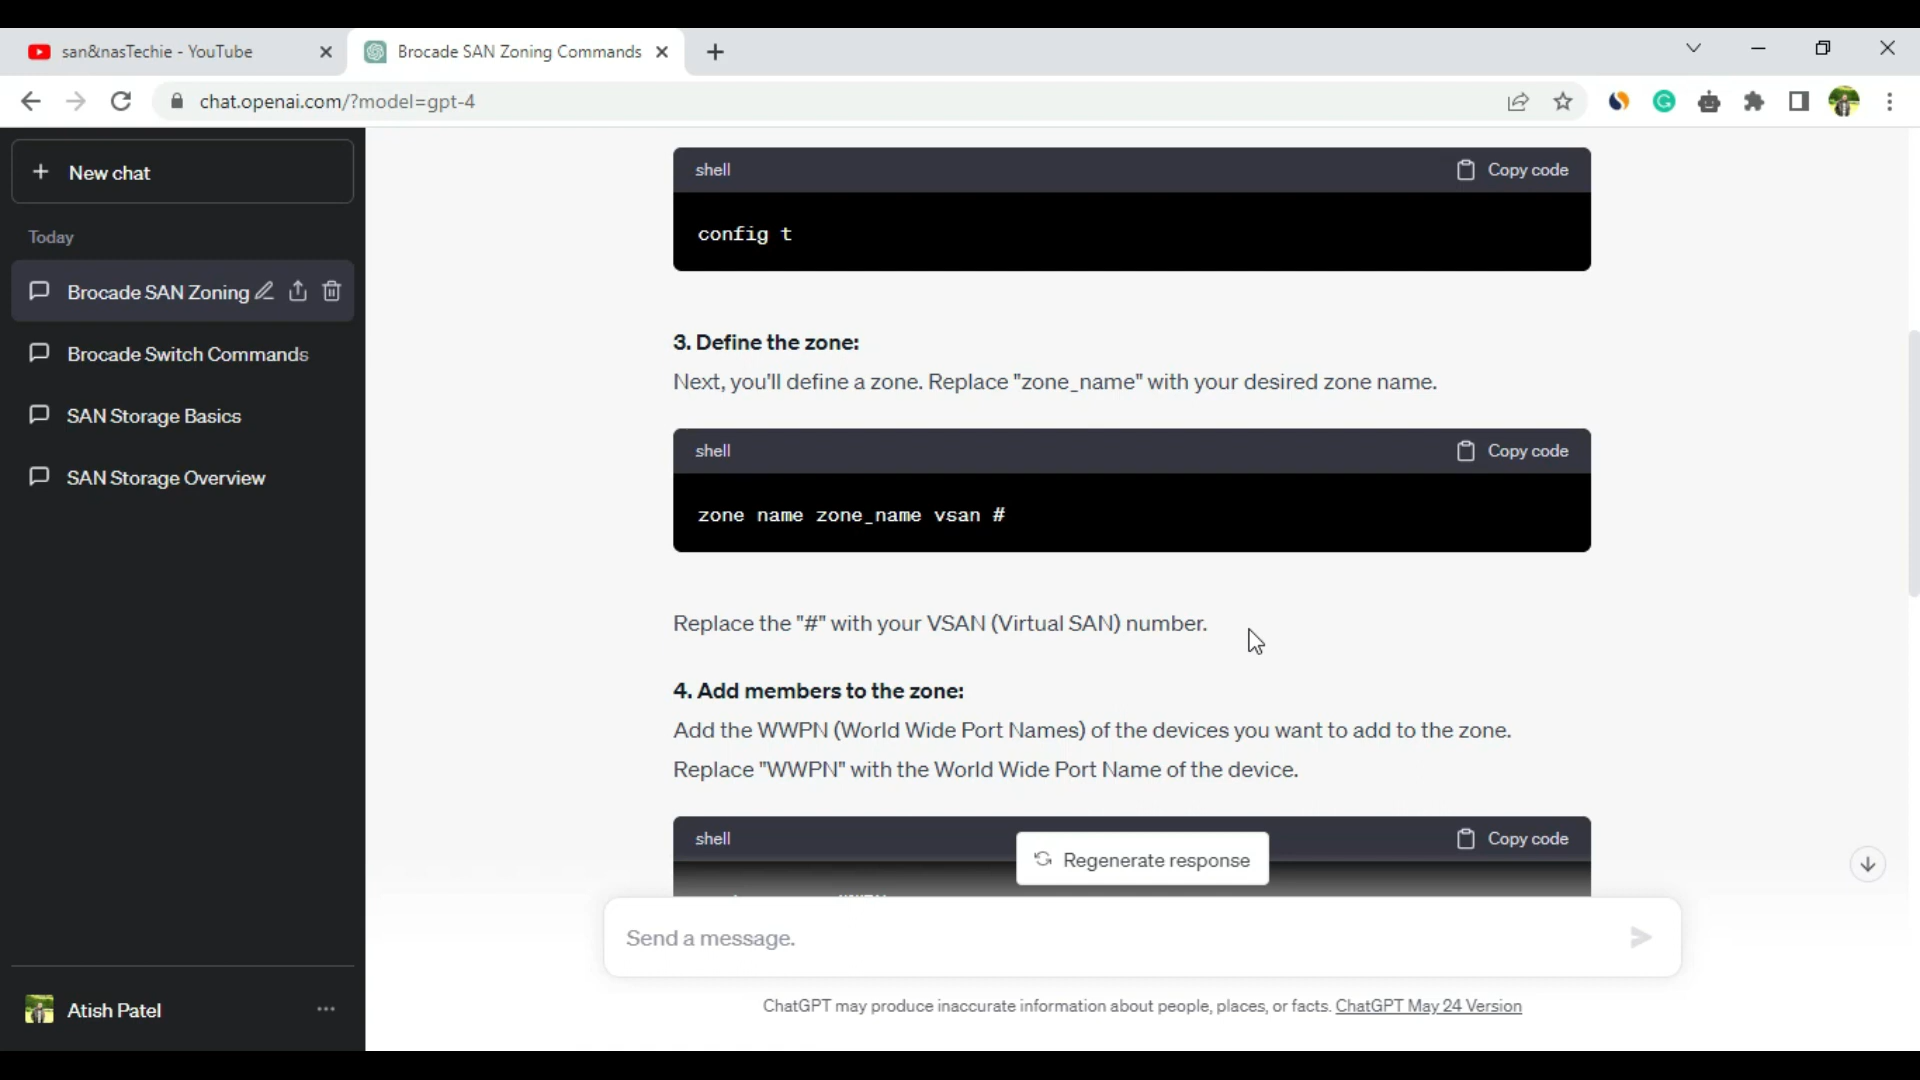 san&nasTechie - YouTube
Brocade SAN Zoning Commands
chat.openai.com/?model=gpt-4
New chat
Today
Brocade SAN Zoning
Brocade Switch Commands
SAN Storage Basics
SAN Storage Overview
Atish Patel
shell
Copy code
config t
3. Define the zone:
Next, you'll define a zone. Replace "zone_name" with your desired zone name.
shell
Copy code
zone name zone_name vsan #
Replace the "#" with your VSAN (Virtual SAN) number.
4. Add members to the zone:
Add the WWPN (World Wide Port Names) of the devices you want to add to the zone.
Replace "WWPN" with the World Wide Port Name of the device.
shell
Copy code
Regenerate response
Send a message.
ChatGPT may produce inaccurate information about people, places, or facts. ChatGPT May 24 Version